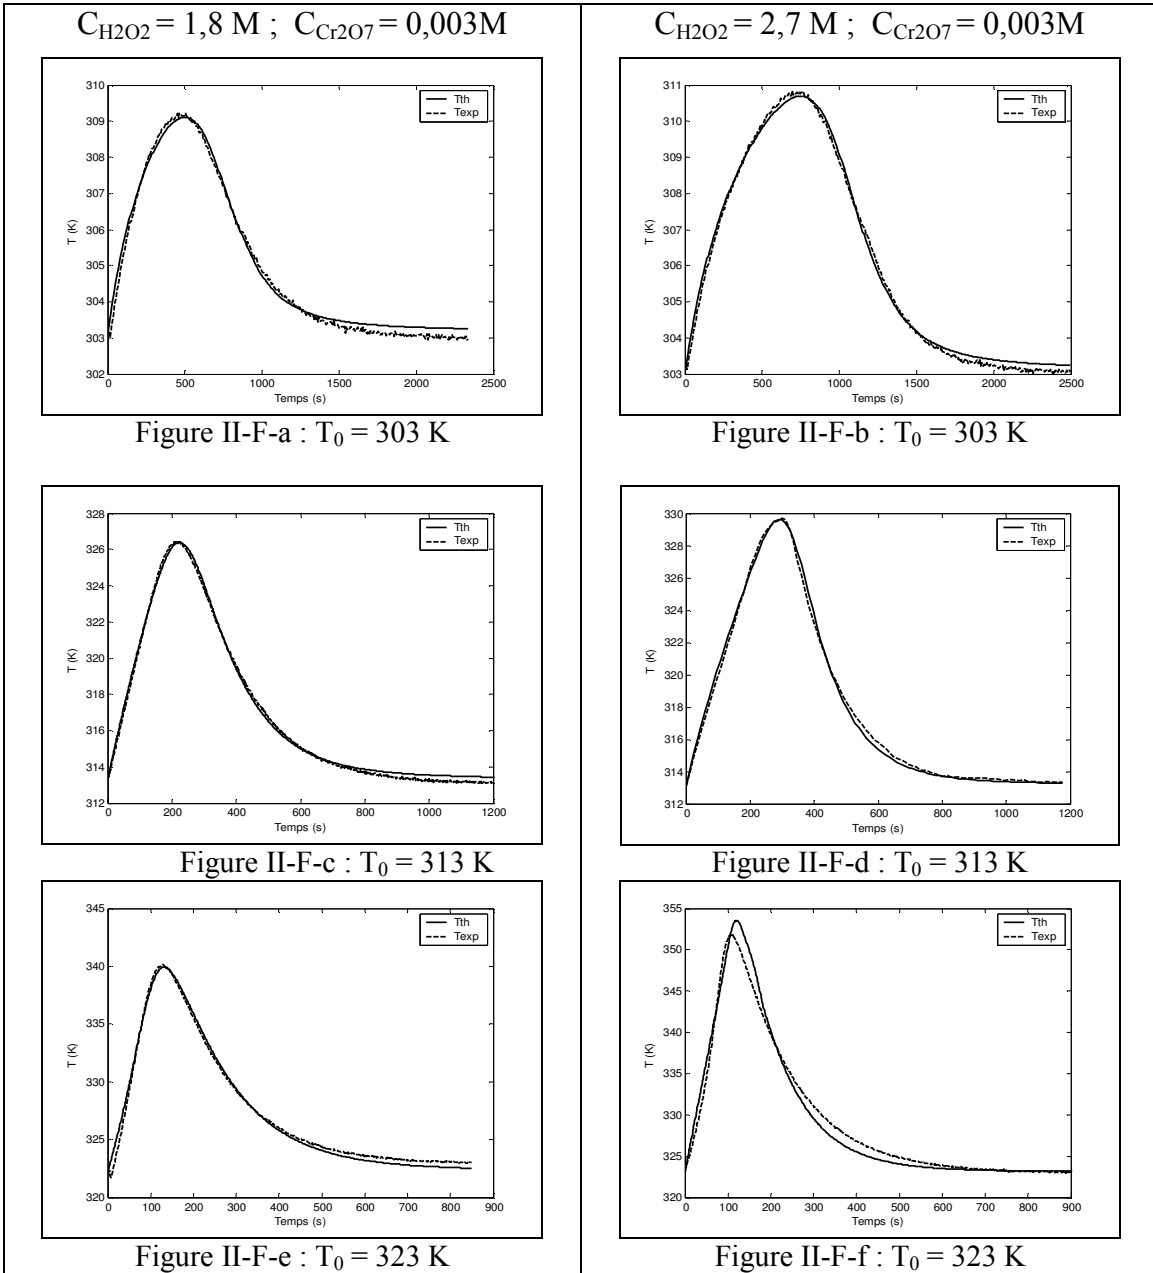 C_H2O2 = 1,8 M ; C_Cr2O7 = 0,003M
310
309
308
307
306
305
304
303
302
T (K)
Tth
Texp
0 500 1000 1500 2000 2500
Temps (s)
Figure II-F-a : T_0 = 303 K
C_H2O2 = 2,7 M ; C_Cr2O7 = 0,003M
311
310
309
308
307
306
305
304
303
T (K)
Tth
Texp
0 500 1000 1500 2000 2500
Temps (s)
Figure II-F-b : T_0 = 303 K
328
326
324
322
320
318
316
314
312
T (K)
Tth
Texp
0 200 400 600 800 1000 1200
Temps (s)
Figure II-F-c : T_0 = 313 K
330
328
326
324
322
320
318
316
314
312
T (K)
Tth
Texp
0 200 400 600 800 1000 1200
Temps (s)
Figure II-F-d : T_0 = 313 K
345
340
335
330
325
320
T (K)
Tth
Texp
0 100 200 300 400 500 600 700 800 900
Temps (s)
Figure II-F-e : T_0 = 323 K
355
350
345
340
335
330
325
320
T (K)
Tth
Texp
0 100 200 300 400 500 600 700 800 900
Temps (s)
Figure II-F-f : T_0 = 323 K